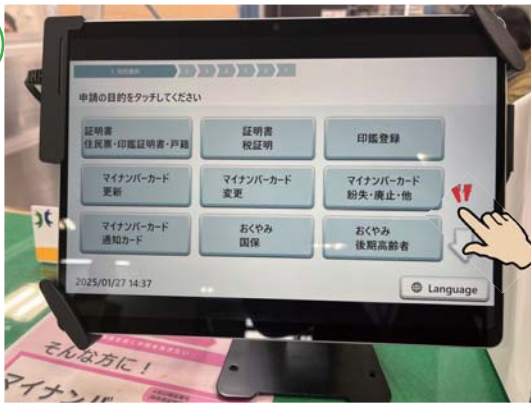 申請の目的をタッチしてください
証明書
住民票・印鑑証明書・戸籍
証明書
税証明
印鑑登録
マイナンバーカード
更新
マイナンバーカード
変更
マイナンバーカード
紛失・廃止・他
マイナンバーカード
通知カード
おくやみ
国保
おくやみ
後期高齢者
2025/01/27 14:37
Language
そんな方に!
マイナンバ